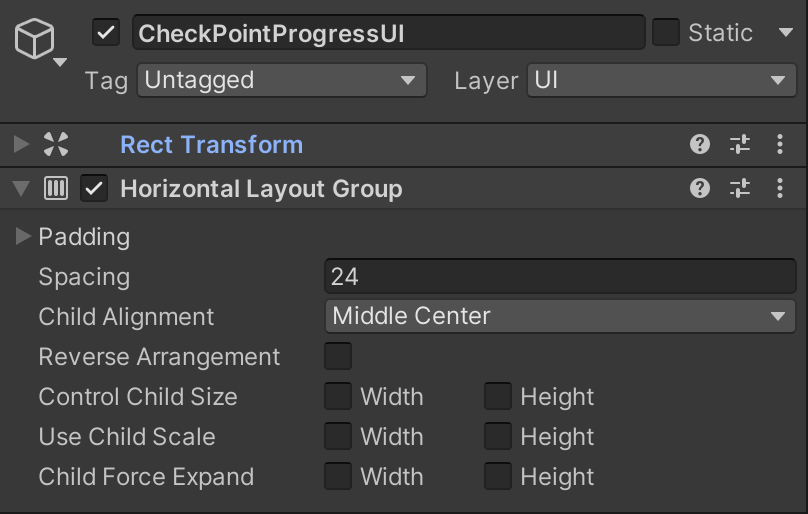 CheckPointProgressUI Static
Tag Untagged Layer UI
Rect Transform
Horizontal Layout Group
Padding
Spacing 24
Child Alignment Middle Center
Reverse Arrangement
Control Child Size Width Height
Use Child Scale Width Height
Child Force Expand Width Height